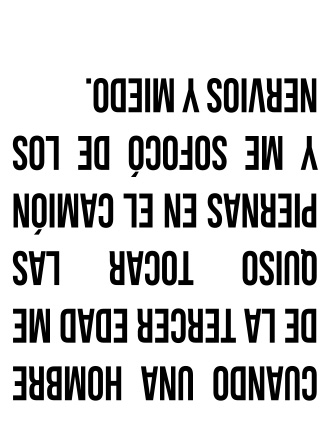 CUANDO UNA HOMBRE
DE LA TERCER EDAD ME
QUISO TOCAR LAS
PIERNAS EN EL CAMIÓN
Y ME SOFOCÓ DE LOS
NERVIOS Y MIEDO.